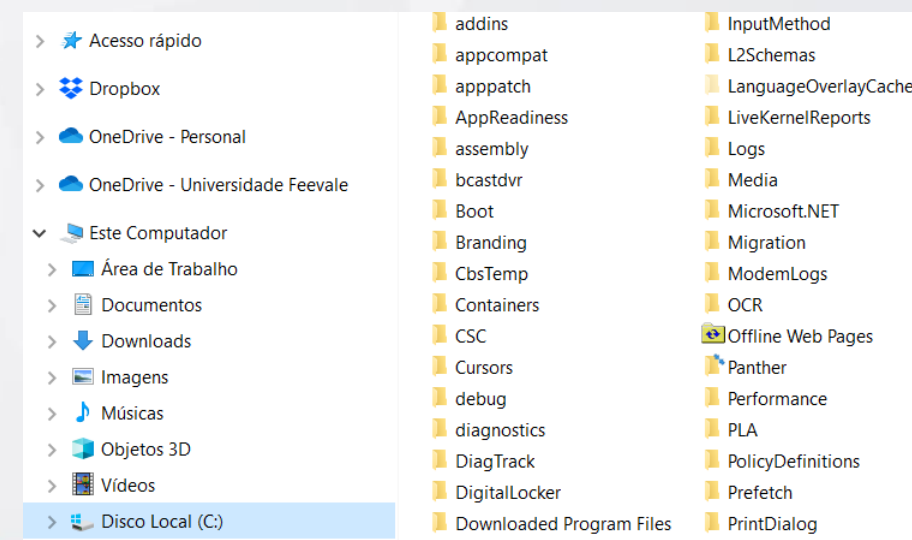 Acesso rápido
Dropbox
OneDrive - Personal
OneDrive - Universidade Feevale
Este Computador
Área de Trabalho
Documentos
Downloads
Imagens
Músicas
Objetos 3D
Vídeos
Disco Local (C:)
addins
appcompat
apppatch
AppReadiness
assembly
bcastdvr
Boot
Branding
CbsTemp
Containers
CSC
Cursors
debug
diagnostics
DiagTrack
DigitalLocker
Downloaded Program Files
InputMethod
L2Schemas
LanguageOverlayCache
LiveKernelReports
Logs
Media
Microsoft.NET
Migration
ModemLogs
OCR
Offline Web Pages
Panther
Performance
PLA
PolicyDefinitions
Prefetch
PrintDialog